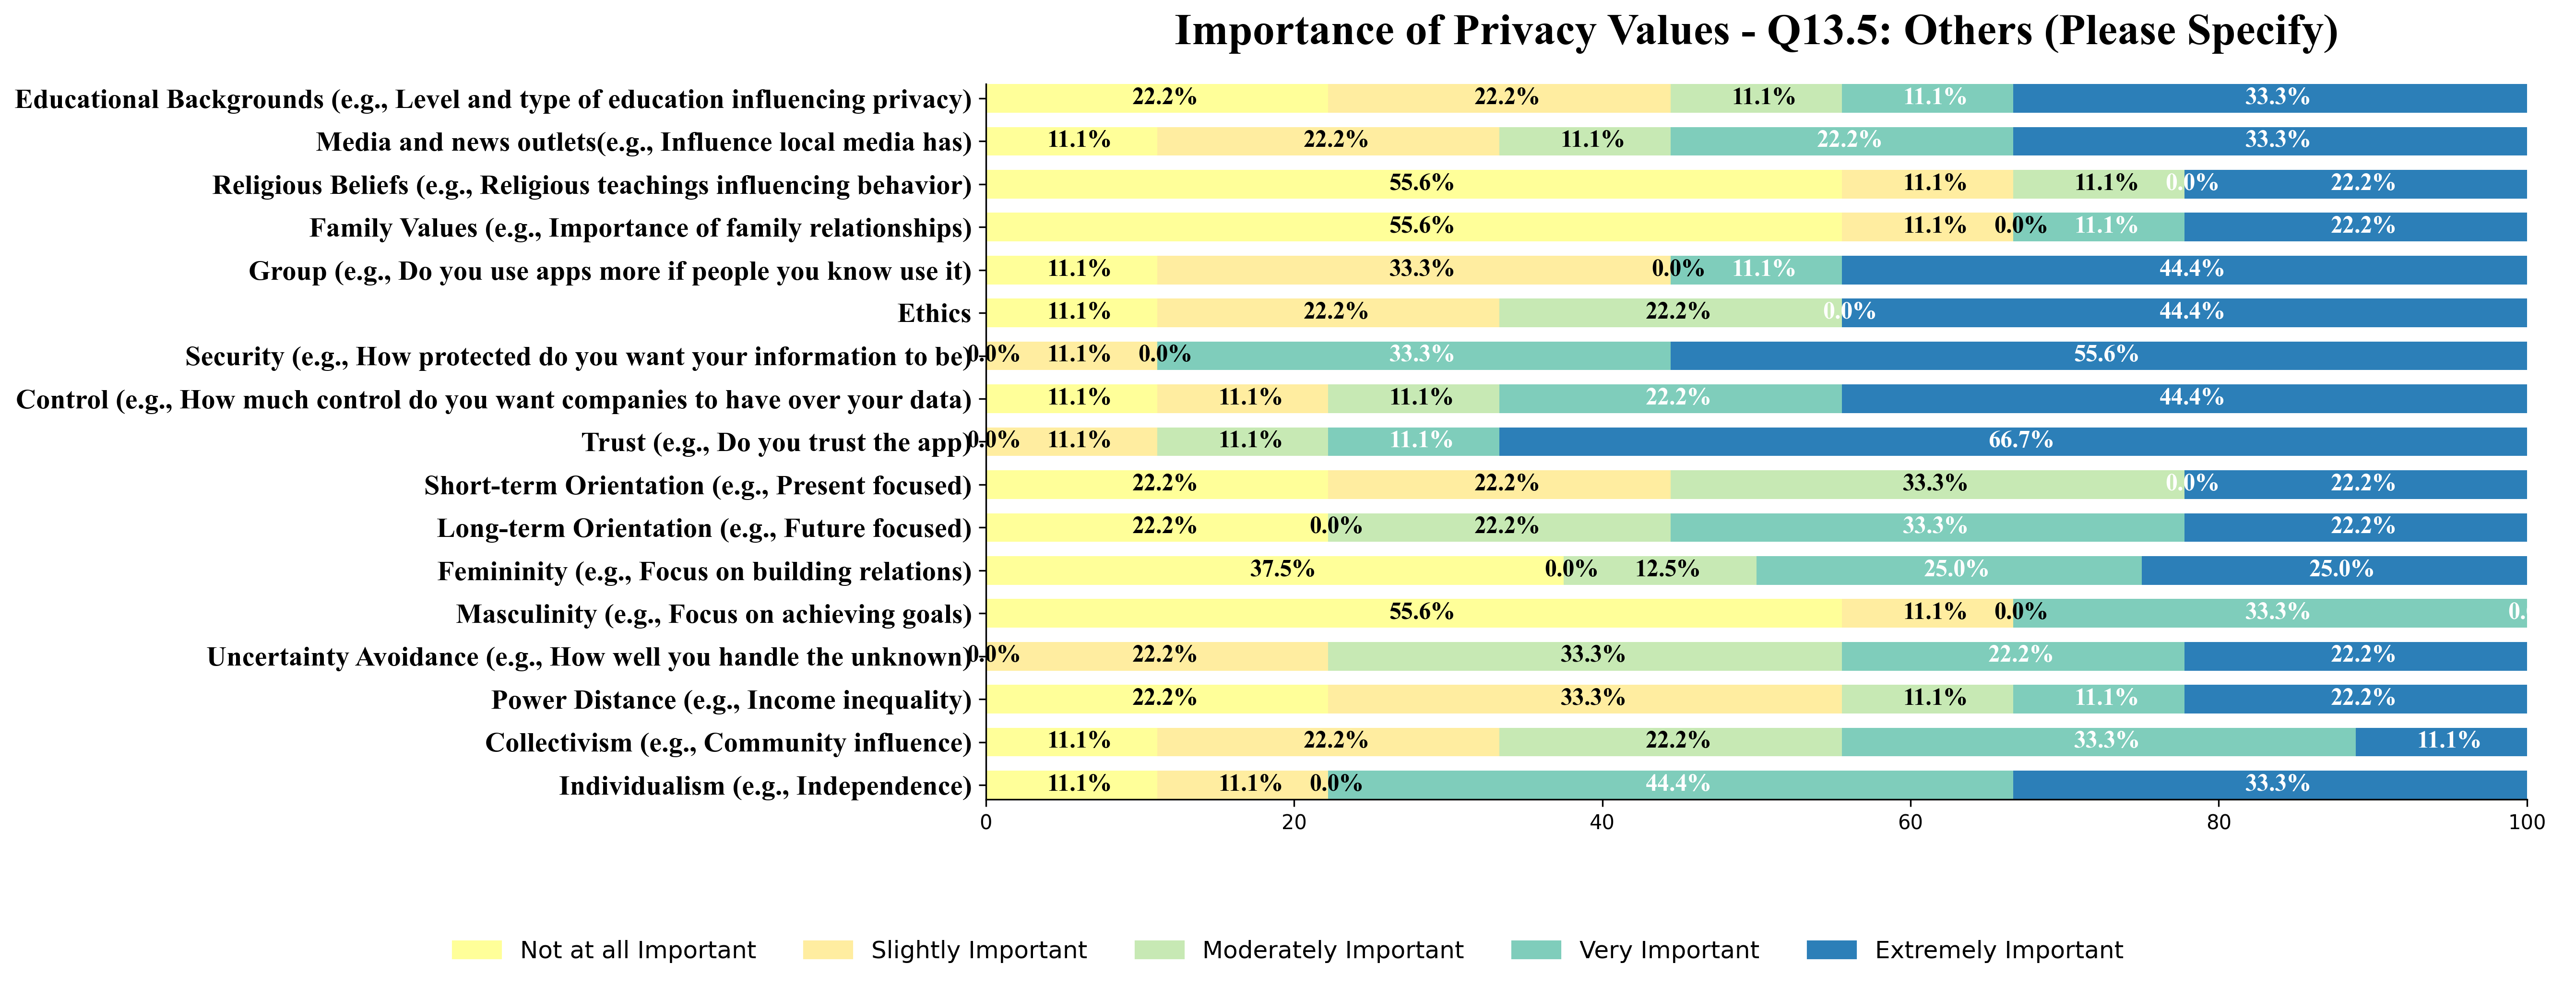 Importance of Privacy Values - Q13.5: Others (Please Specify)
Educational Backgrounds (e.g., Level and type of education influencing privacy) 22.2% 22.2% 11.1% 11.1% 33.3%
Media and news outlets(e.g., Influence local media has) 11.1% 22.2% 11.1% 22.2% 33.3%
Religious Beliefs (e.g., Religious teachings influencing behavior) 55.6% 11.1% 11.1% 0.0% 22.2%
Family Values (e.g., Importance of family relationships) 55.6% 11.1% 0.0% 11.1% 22.2%
Group (e.g., Do you use apps more if people you know use it) 11.1% 33.3% 0.0% 11.1% 44.4%
Ethics 11.1% 22.2% 22.2% 0.0% 44.4%
Security (e.g., How protected do you want your information to be) 0.0% 11.1% 0.0% 33.3% 55.6%
Control (e.g., How much control do you want companies to have over your data) 11.1% 11.1% 11.1% 22.2% 44.4%
Trust (e.g., Do you trust the app) 0.0% 11.1% 11.1% 11.1% 66.7%
Short-term Orientation (e.g., Present focused) 22.2% 22.2% 33.3% 0.0% 22.2%
Long-term Orientation (e.g., Future focused) 22.2% 0.0% 22.2% 33.3% 22.2%
Femininity (e.g., Focus on building relations) 37.5% 0.0% 12.5% 25.0% 25.0%
Masculinity (e.g., Focus on achieving goals) 55.6% 11.1% 0.0% 33.3% 0.
Uncertainty Avoidance (e.g., How well you handle the unknown) 0.0% 22.2% 33.3% 22.2% 22.2%
Power Distance (e.g., Income inequality) 22.2% 33.3% 11.1% 11.1% 22.2%
Collectivism (e.g., Community influence) 11.1% 22.2% 22.2% 33.3% 11.1%
Individualism (e.g., Independence) 11.1% 11.1% 0.0% 44.4% 33.3%
0 20 40 60 80 100
Not at all Important Slightly Important Moderately Important Very Important Extremely Important